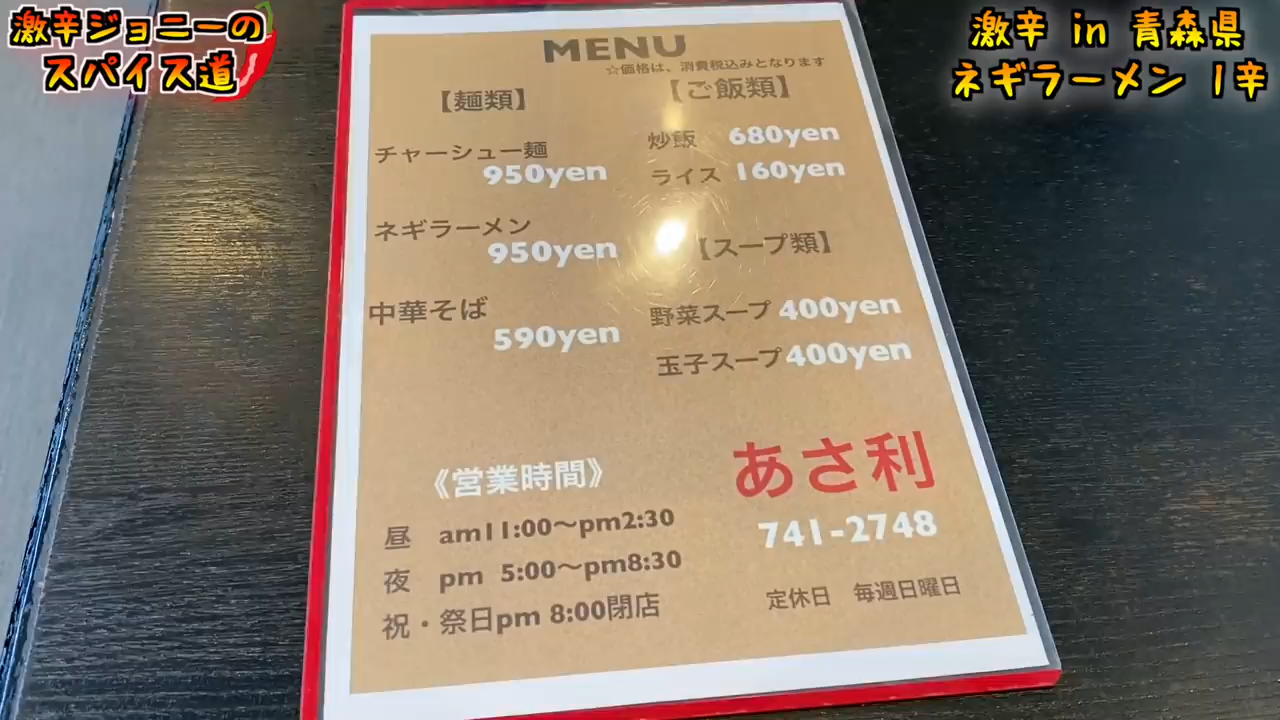 激辛ジョニーの
スパイス道
激辛 in 青森県
ネギラーメン 1辛
MENU
☆価格は、消費税込みとなります
【麺類】
チャーシュー麺
950yen
ネギラーメン
950yen
中華そば
590yen
【ご飯類】
炒飯 680yen
ライス 160yen
【スープ類】
野菜スープ 400yen
玉子スープ 400yen
《営業時間》
昼 am11:00〜pm2:30
夜 pm 5:00〜pm8:30
祝・祭日pm 8:00閉店
あさ利
741-2748
定休日 毎週日曜日